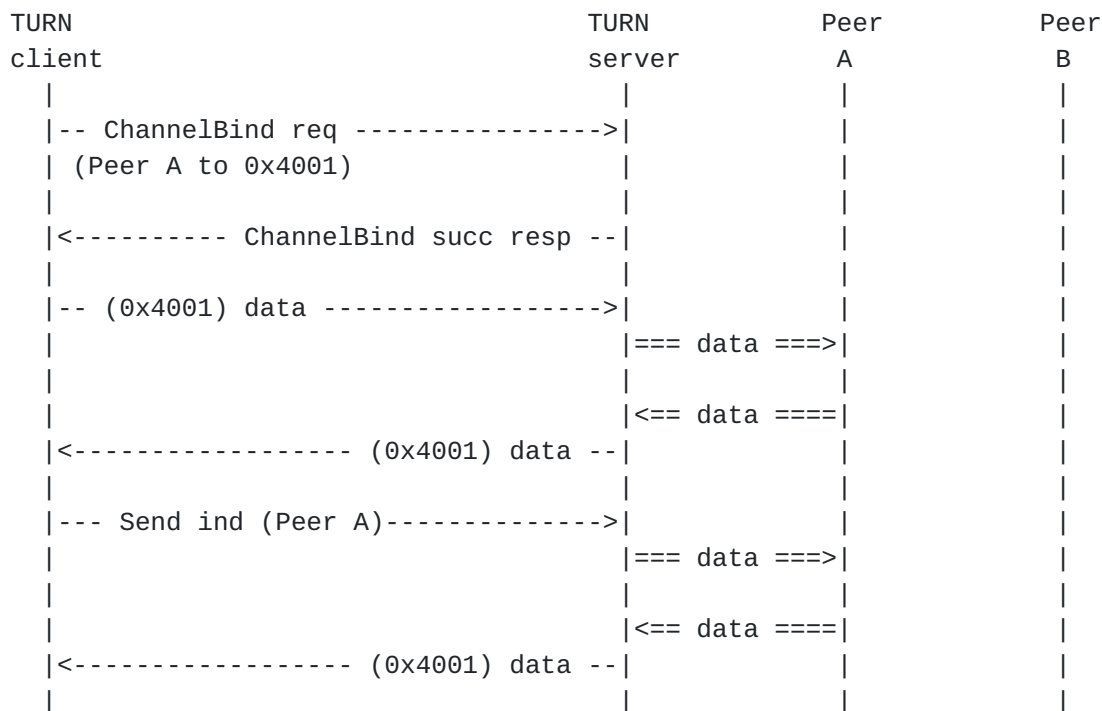 TURN                                 TURN           Peer          Peer
client                               server          A             B
  |                                    |             |             |
  |-- ChannelBind req ---------------->|             |             |
  | (Peer A to 0x4001)                 |             |             |
  |                                    |             |             |
  |<---------- ChannelBind succ resp --|             |             |
  |                                    |             |             |
  |-- (0x4001) data ------------------>|             |             |
  |                                    |=== data ===>|             |
  |                                    |             |             |
  |                                    |<== data ====|             |
  |<------------------ (0x4001) data --|             |             |
  |                                    |             |             |
  |--- Send ind (Peer A)-------------->|             |             |
  |                                    |=== data ===>|             |
  |                                    |             |             |
  |                                    |<== data ====|             |
  |<------------------ (0x4001) data --|             |             |
  |                                    |             |             |